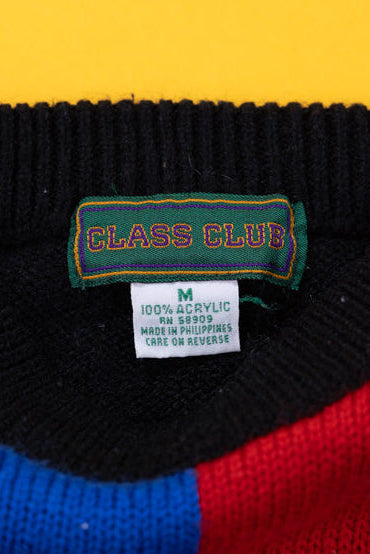 CLASS CLUB
M
100% ACRYLIC
RN 58909
MADE IN PHILIPPINES
CARE ON REVERSE